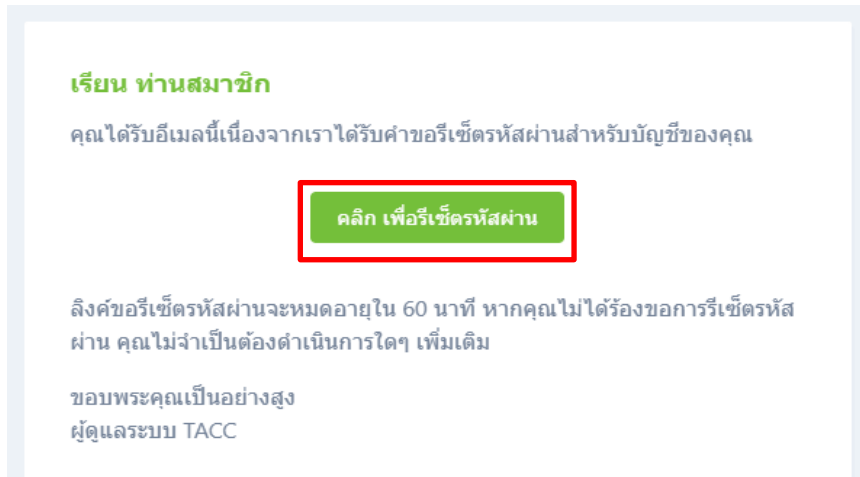 เรียน ท่านสมาชิก
คุณได้รับอีเมลนี้เนื่องจากเราได้รับคำขอรีเซ็ตรหัสผ่านสำหรับบัญชีของคุณ
คลิก เพื่อรีเซ็ตรหัสผ่าน
ลิงค์ขอรีเซ็ตรหัสผ่านจะหมดอายุใน 60 นาที หากคุณไม่ได้ร้องขอการรีเซ็ตรหัส
ผ่าน คุณไม่จำเป็นต้องดำเนินการใดๆ เพิ่มเติม
ขอบพระคุณเป็นอย่างสูง
ผู้ดูแลระบบ TACC